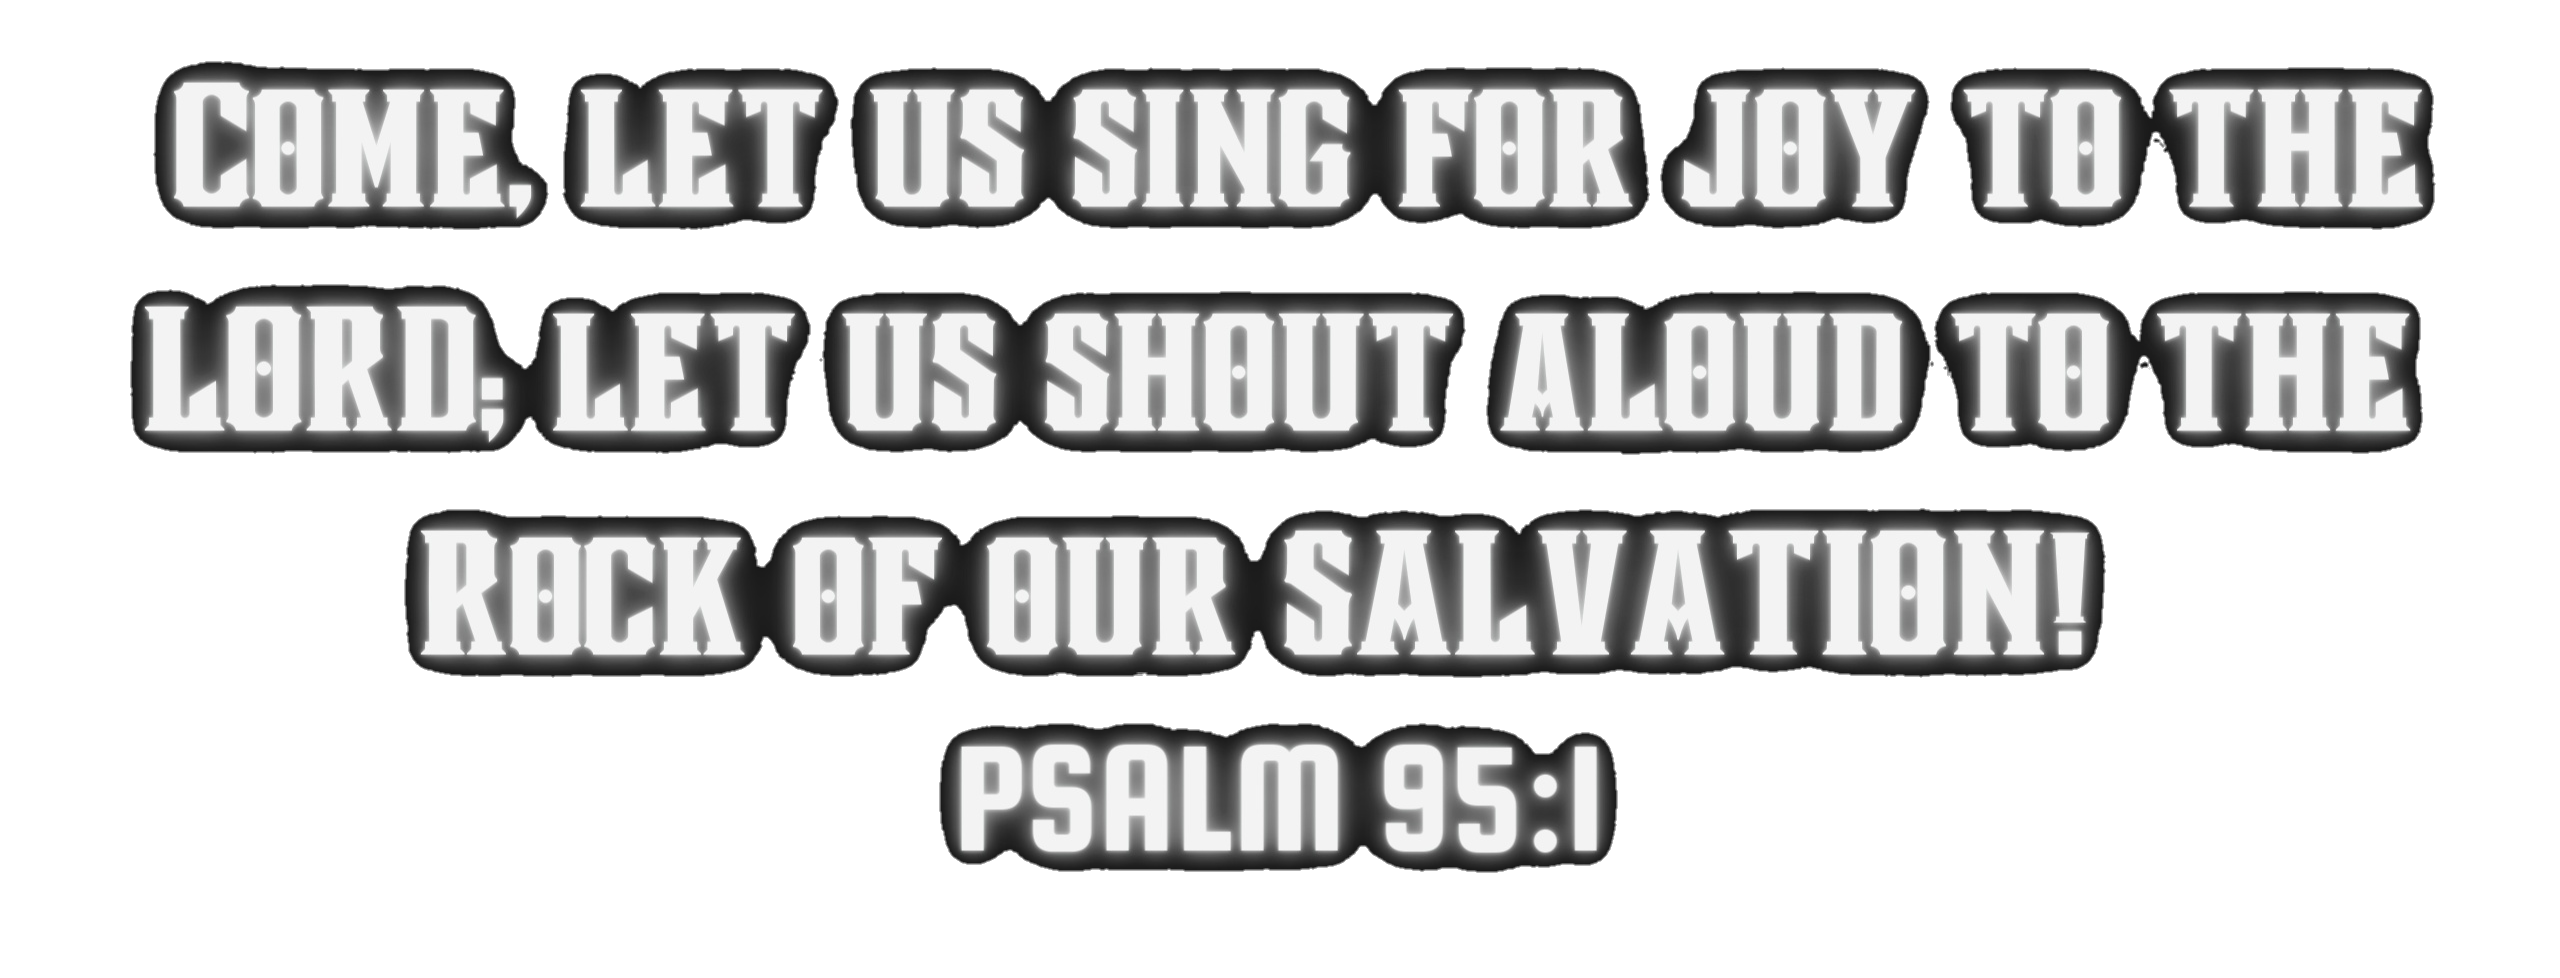 Come, let us sing for joy to the
LORD; let us shout aloud to the
Rock of our SALVATION!
PSALM 95:1